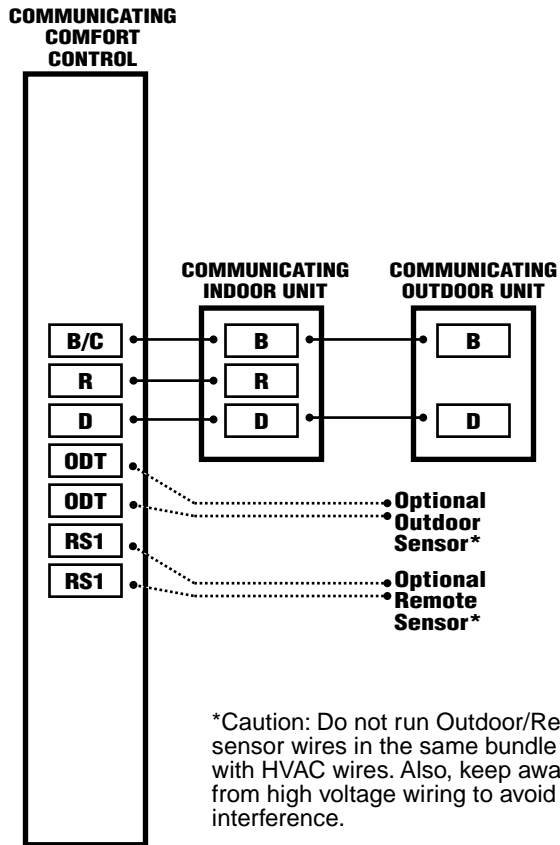 COMMUNICATING
COMFORT
CONTROL
COMMUNICATING
INDOOR UNIT
COMMUNICATING
OUTDOOR UNIT
B/C
B
B
R
R
D
D
D
ODT
ODT
Optional
Outdoor
Sensor*
RS1
RS1
Optional
Remote
Sensor*
*Caution: Do not run Outdoor/Re
sensor wires in the same bundle
with HVAC wires. Also, keep awa
from high voltage wiring to avoid
interference.